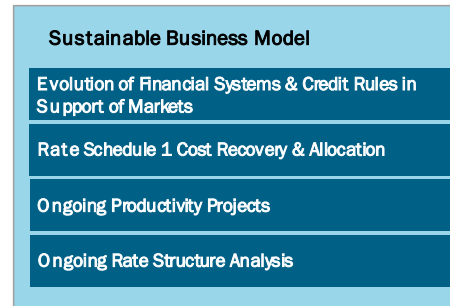 Sustainable Business Model
Evolution of Financial Systems & Credit Rules in
Support of Markets
Rate Schedule 1 Cost Recovery & Allocation
Ongoing Productivity Projects
Ongoing Rate Structure Analysis